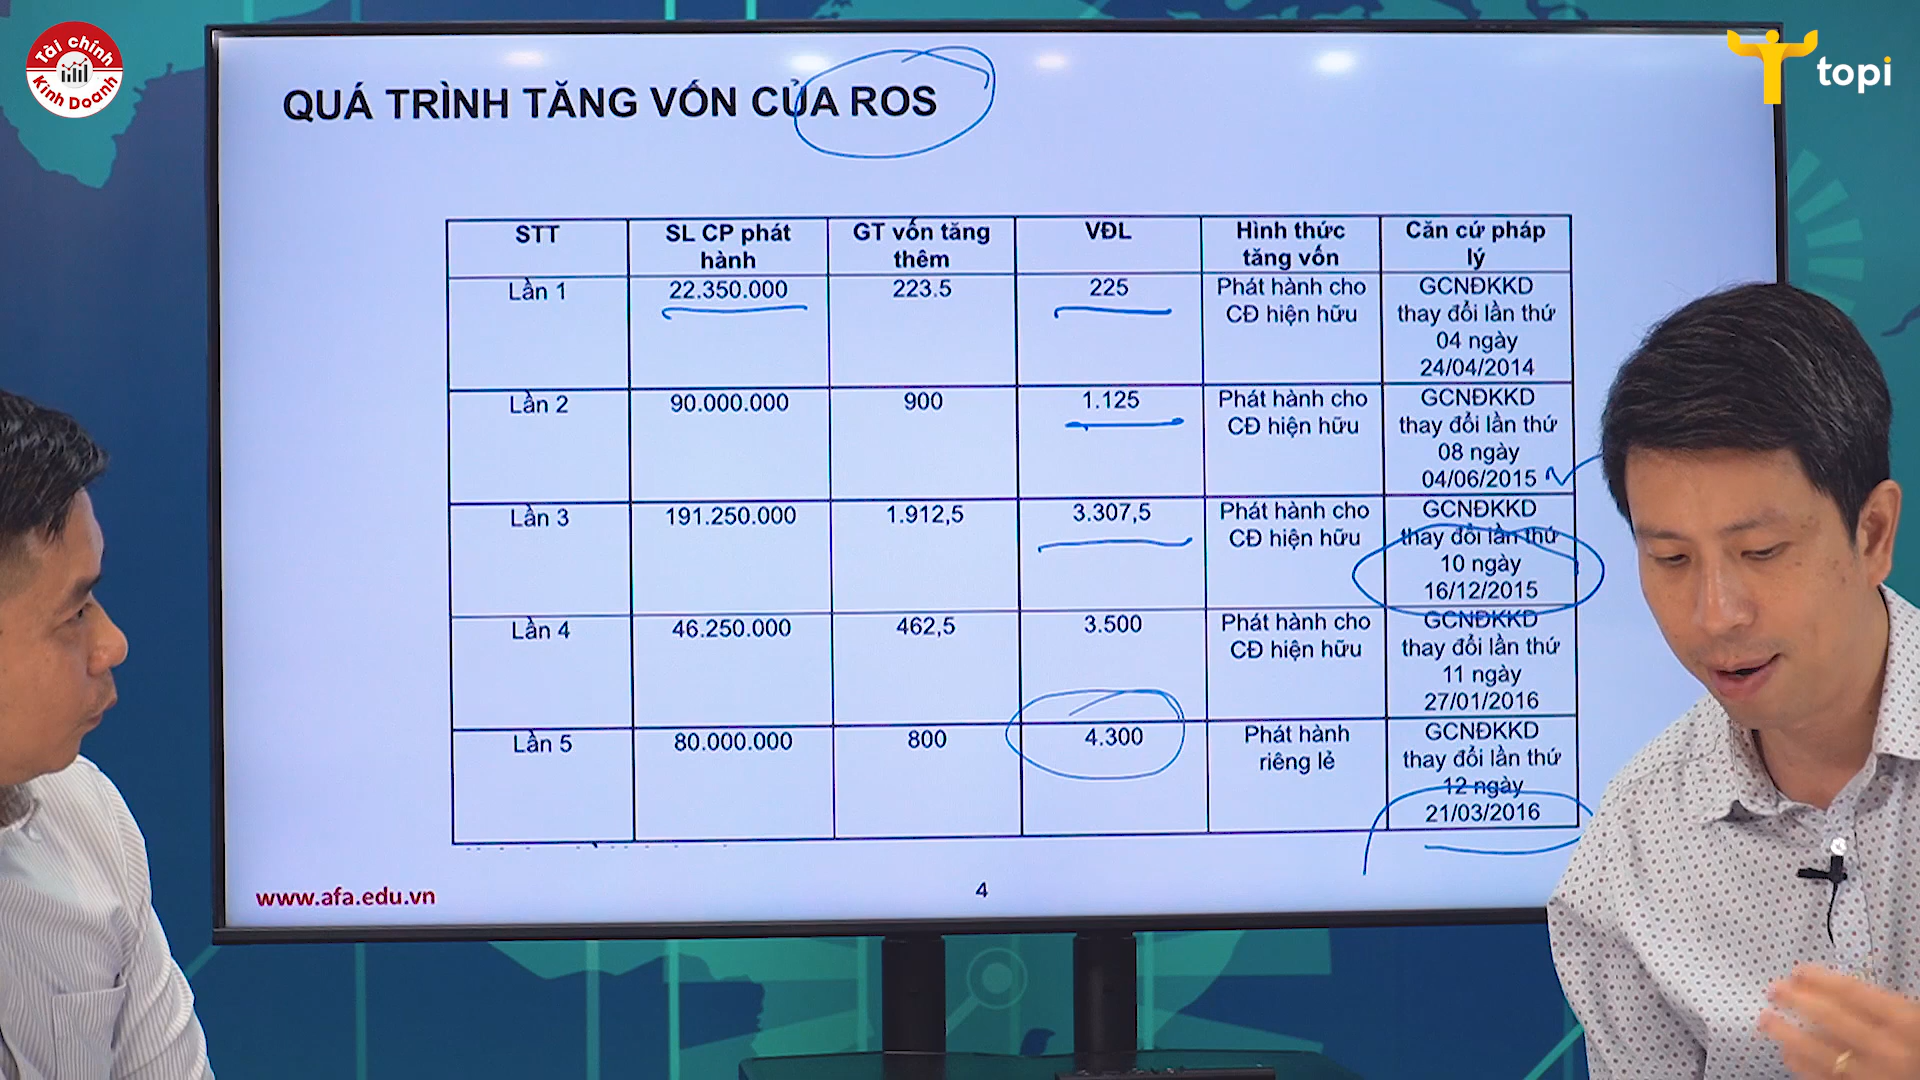 Tài chính
Kinh Doanh
topi
QUÁ TRÌNH TĂNG VỐN CỦA ROS
STT
SL CP phát
hành
GT vốn tăng
thêm
VĐL
Hình thức
tăng vốn
Căn cứ pháp
lý
Lần 1
22.350.000
223.5
225
Phát hành cho
CĐ hiện hữu
GCNĐKKD
thay đổi lần thứ
04 ngày
24/04/2014
Lần 2
90.000.000
900
1.125
Phát hành cho
CĐ hiện hữu
GCNĐKKD
thay đổi lần thứ
08 ngày
04/06/2015
Lần 3
191.250.000
1.912,5
3.307,5
Phát hành cho
CĐ hiện hữu
GCNĐKKD
thay đổi lần thứ
10 ngày
16/12/2015
Lần 4
46.250.000
462,5
3.500
Phát hành cho
CĐ hiện hữu
GCNĐKKD
thay đổi lần thứ
11 ngày
27/01/2016
Lần 5
80.000.000
800
4.300
Phát hành
riêng lẻ
GCNĐKKD
thay đổi lần thứ
12 ngày
21/03/2016
www.afa.edu.vn
4